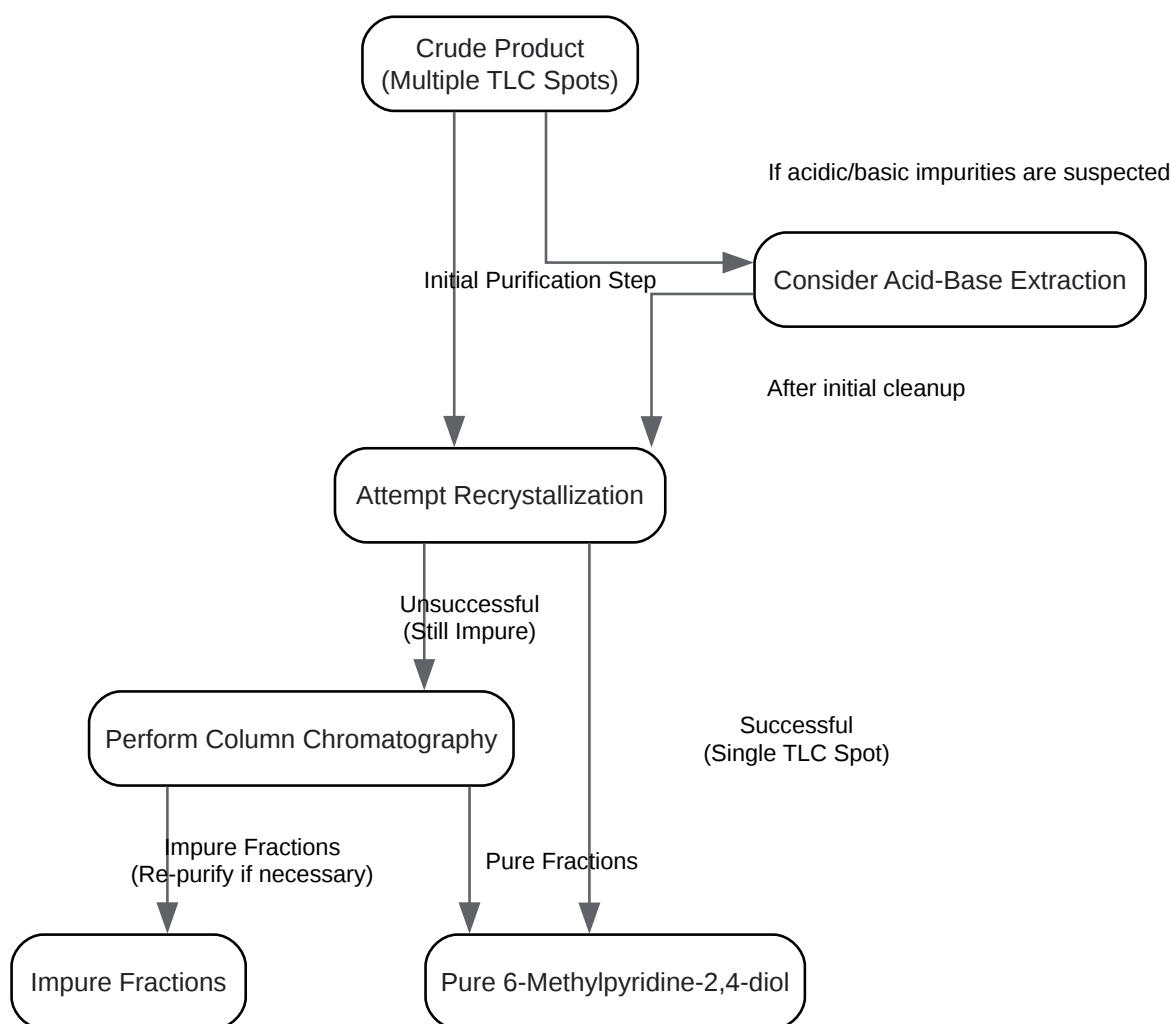 Crude Product
(Multiple TLC Spots)
If acidic/basic impurities are suspected
Initial Purification Step
Consider Acid-Base Extraction
After initial cleanup
Attempt Recrystallization
Unsuccessful
(Still Impure)
Perform Column Chromatography
Successful
(Single TLC Spot)
Impure Fractions
(Re-purify if necessary)
Pure Fractions
Impure Fractions
Pure 6-Methylpyridine-2,4-diol